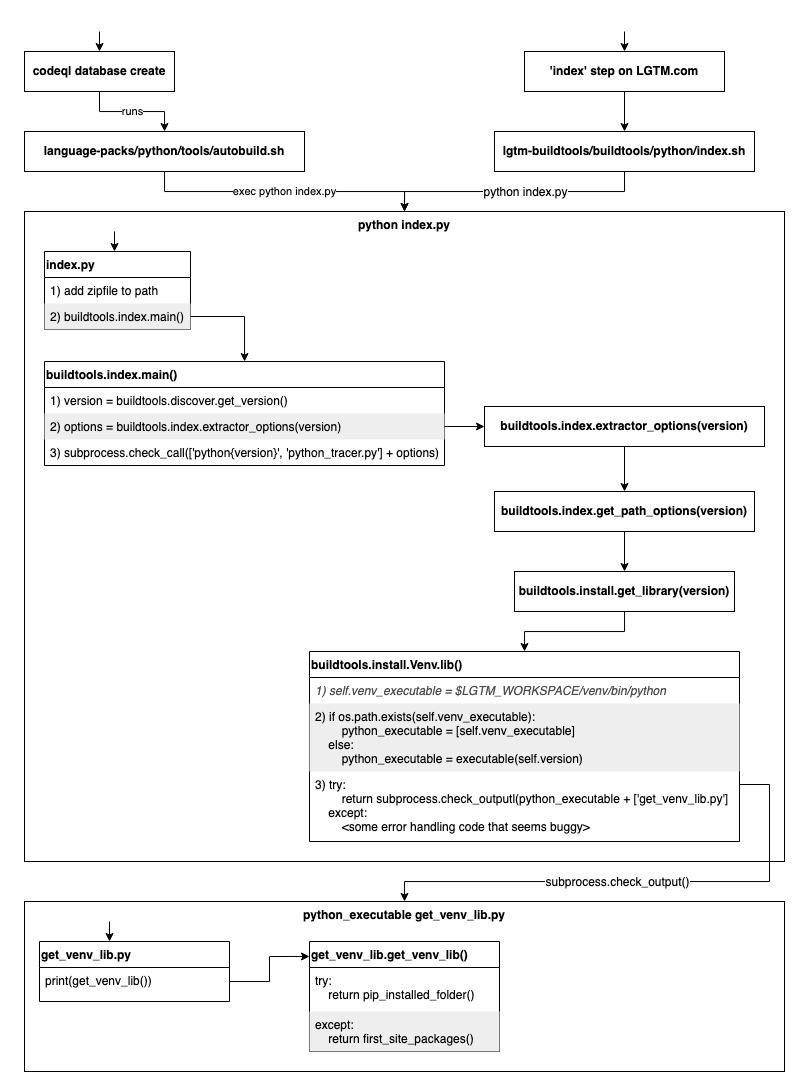 codeql database create
'index' step on LGTM.com
runs
language-packs/python/tools/autobuild.sh
lgtm-buildtools/buildtools/python/index.sh
exec python index.py
python index.py
python index.py
index.py
1) add zipfile to path
2) buildtools.index.main()
buildtools.index.main()
1) version = buildtools.discover.get_version()
2) options = buildtools.index.extractor_options(version)
3) subprocess.check_call(['python{version}', 'python_tracer.py'] + options)
buildtools.index.extractor_options(version)
buildtools.index.get_path_options(version)
buildtools.install.get_library(version)
buildtools.install.Venv.lib()
1) self.venv_executable = $LGTM_WORKSPACE/venv/bin/python
2) if os.path.exists(self.venv_executable):
python_executable = [self.venv_executable]
else:
python_executable = executable(self.version)
3) try:
return subprocess.check_outputl(python_executable + ['get_venv_lib.py']
except:
<some error handling code that seems buggy>
subprocess.check_output()
python_executable get_venv_lib.py
get_venv_lib.py
print(get_venv_lib())
get_venv_lib.get_venv_lib()
try:
return pip_installed_folder()
except:
return first_site_packages()